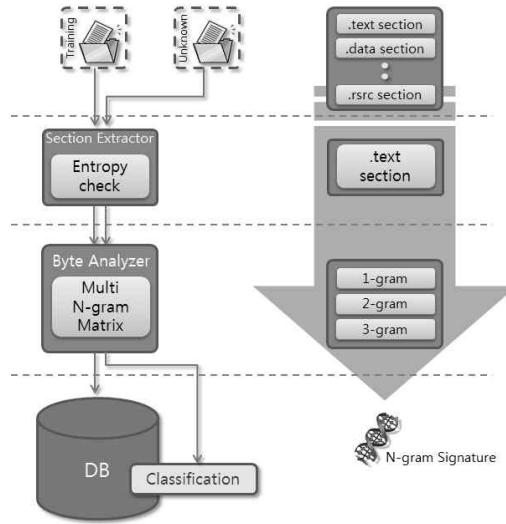 Training
Unknown
.text section
.data section
.rsrc section
Section Extractor
Entropy
check
.text
section
Byte Analyzer
Multi
N-gram
Matrix
1-gram
2-gram
3-gram
DB
Classification
N-gram Signature